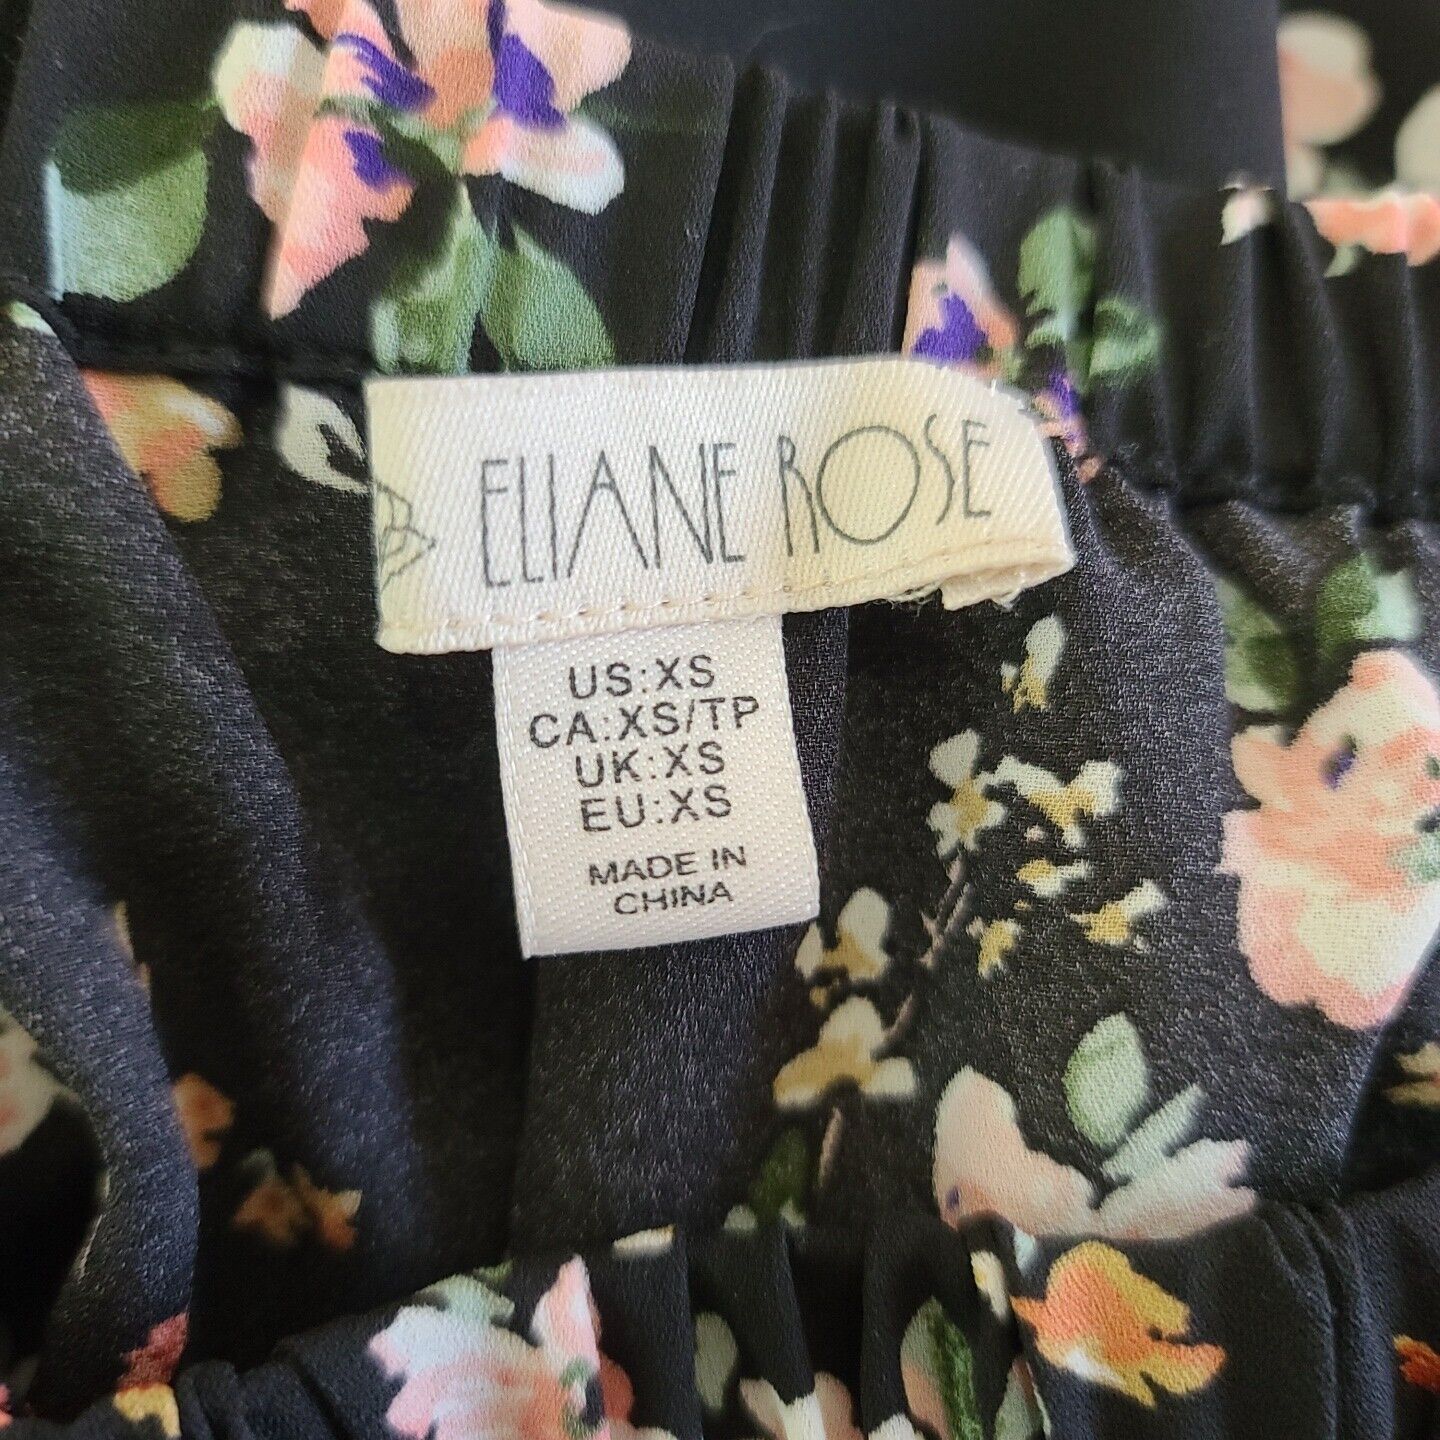 ELIANE ROSE
US:XS
CA:XS/TP
UK:XS
EU:XS
MADE IN
CHINA